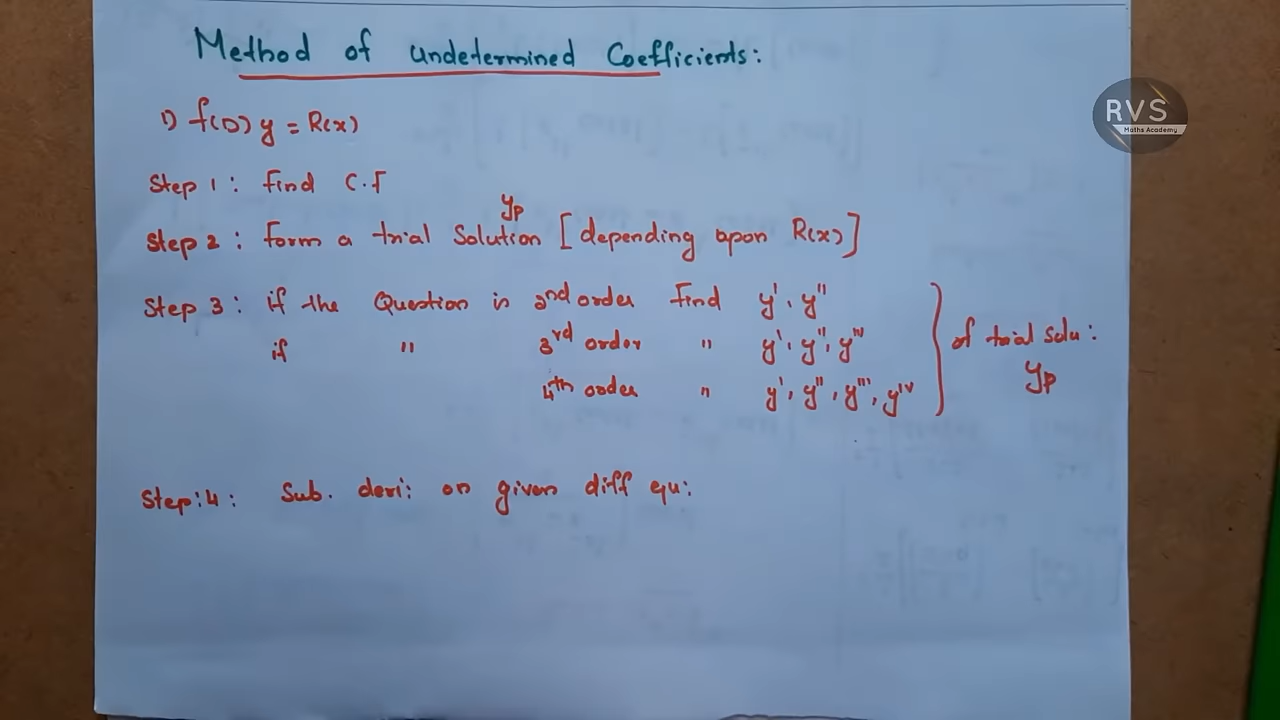 Method of undetermined Coefficients:
RVS
Maths Academy
1) f(D) y = R(x)
Step 1: Find C.F
yp
Step 2: Form a trial Solution [depending upon R(x)]
Step 3: if the Question is 2nd order Find y', y''
if " 3rd order " y', y'', y'''
4th order " y', y'', y''', y'v
} of trial solu:
yp
Step:4: Sub. deri: on given diff equ: